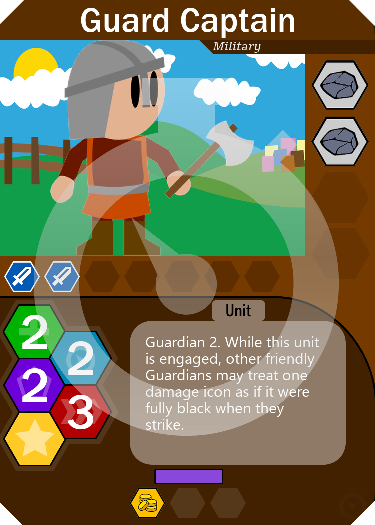 Guard Captain
Military
Unit
2
2
2
3
Guardian 2. While this unit
is engaged, other friendly
Guardians may treat one
damage icon as if it were
fully black when they
strike.